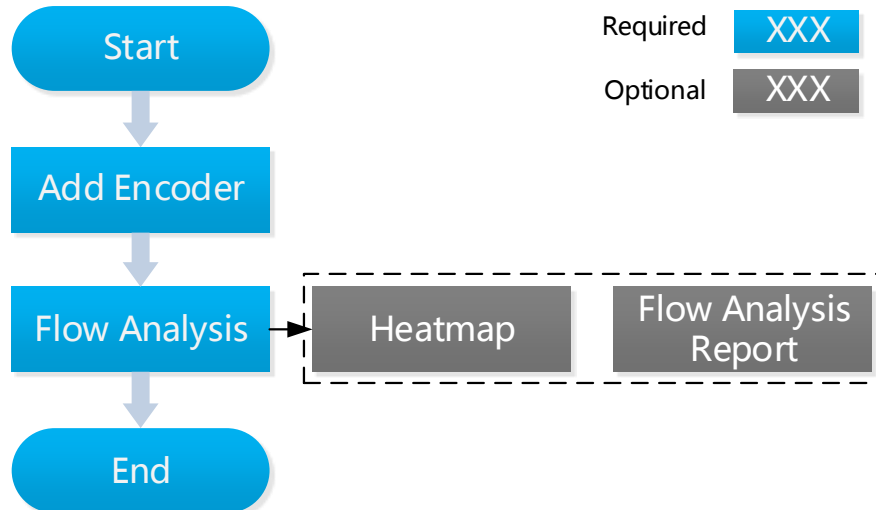 Start
Required
XXX
Optional
XXX
Add Encoder
Flow Analysis
Heatmap
Flow Analysis
Report
End